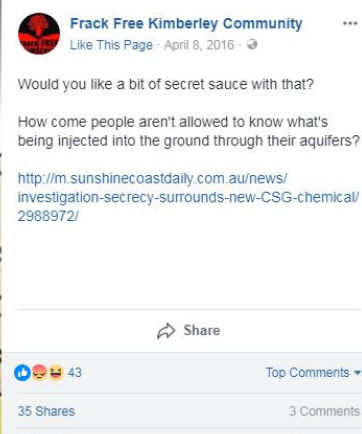 Frack Free Kimberley Community
Like This Page · April 8, 2016 ·
Would you like a bit of secret sauce with that?
How come people aren't allowed to know what's
being injected into the ground through their aquifers?
http://m.sunshinecoastdaily.com.au/news/
investigation-secrecy-surrounds-new-CSG-chemical/
2988972/
Share
43
Top Comments
35 Shares
3 Comments